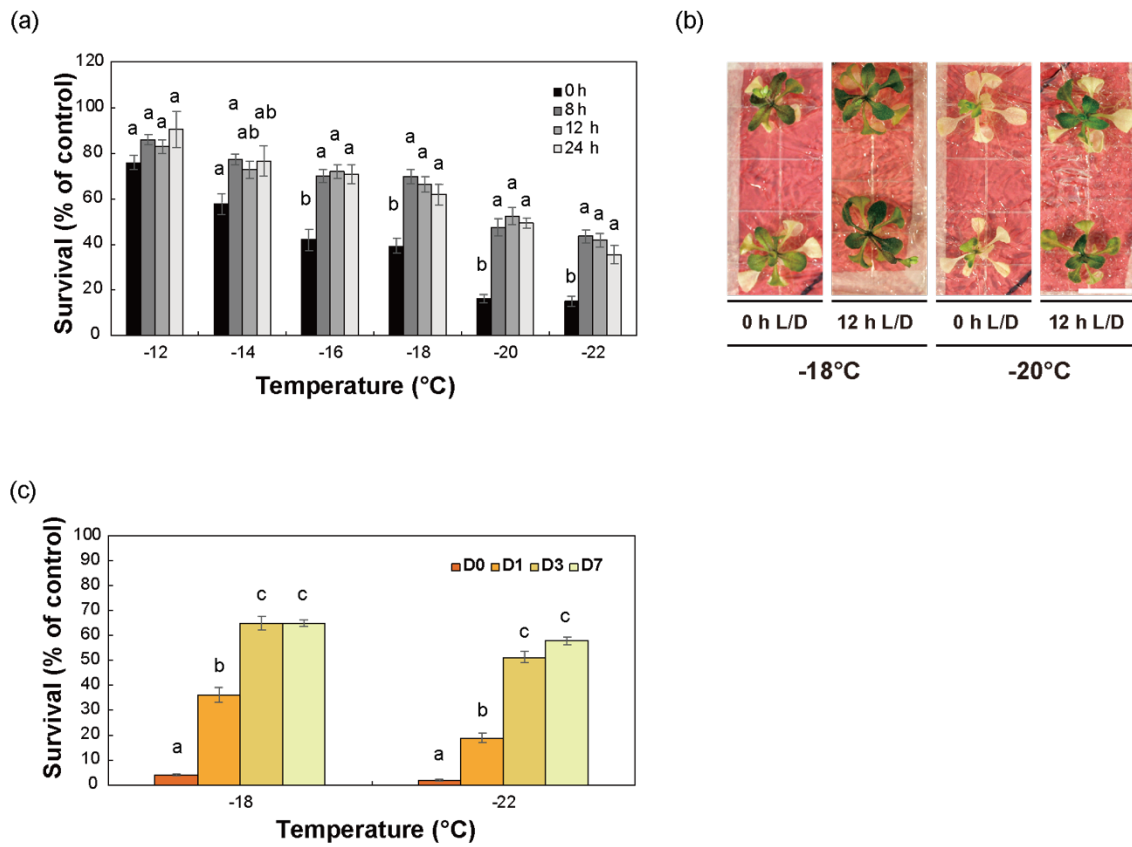 (a)
Survival (% of control)
120
100
80
60
40
20
0
0 h
8 h
12 h
24 h
a a a a
a a ab ab
b a a a
b a a a
b a a a
b a a a
-12 -14 -16 -18 -20 -22
Temperature (°C)
(b)
0 h L/D 12 h L/D 0 h L/D 12 h L/D
-18°C -20°C
(c)
Survival (% of control)
100
90
80
70
60
50
40
30
20
10
0
D0 D1 D3 D7
a b c c
a b c c
-18 -22
Temperature (°C)